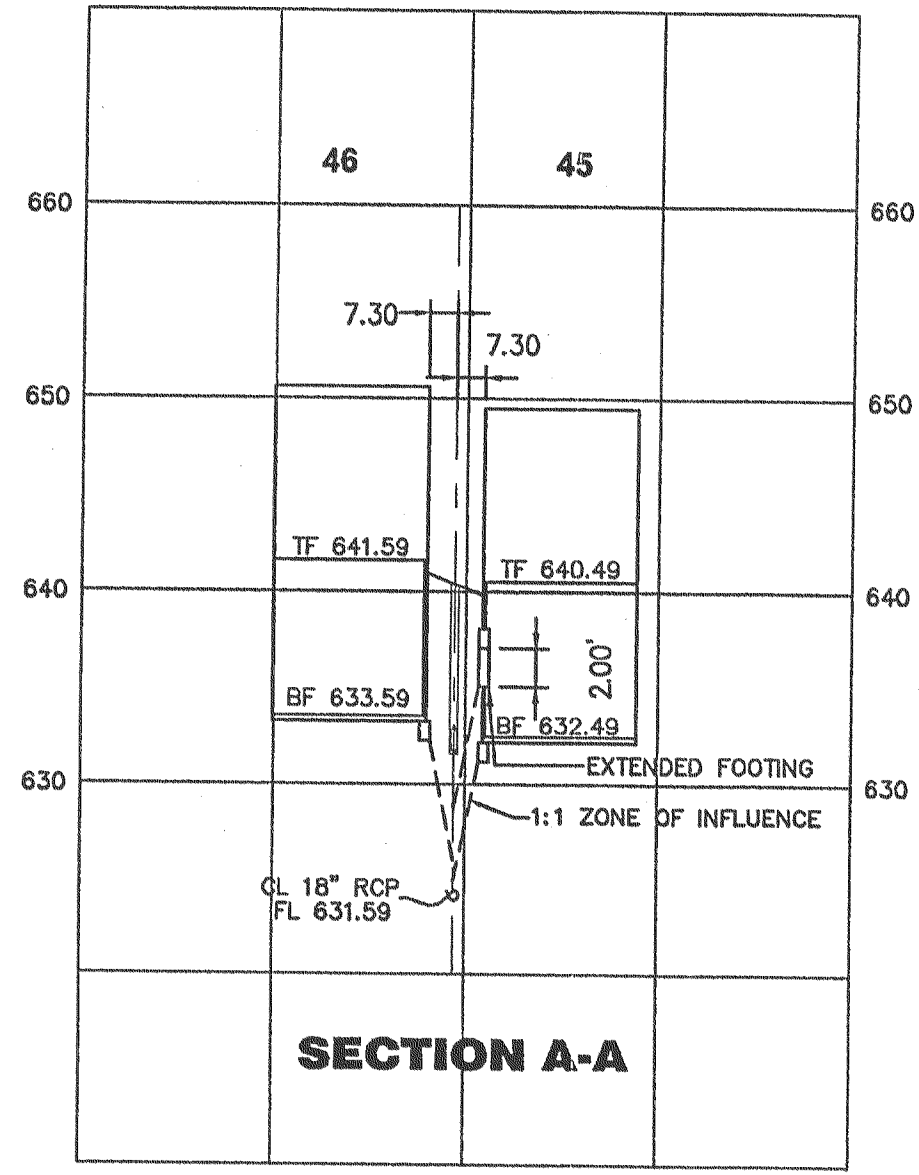 46
45
660
660
7.30
7.30
650
650
TF 641.59
TF 640.49
640
640
2.00'
BF 633.59
BF 632.49
EXTENDED FOOTING
630
630
1:1 ZONE OF INFLUENCE
CL 18" RCP
FL 631.59
SECTION A-A